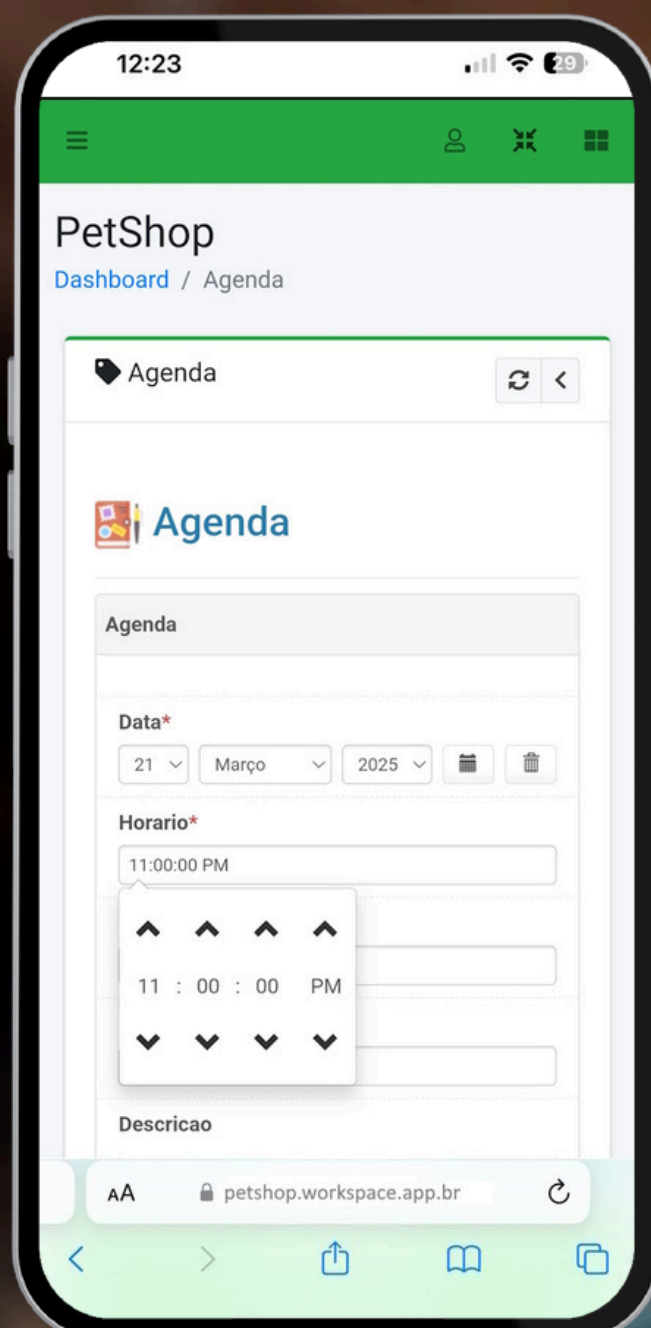 12:23
29
PetShop
Dashboard / Agenda
Agenda
Agenda
Agenda
Data*
21 Março 2025
Horario*
11:00:00 PM
11 : 00 : 00 PM
Descricao
AA petshop.workspace.app.br